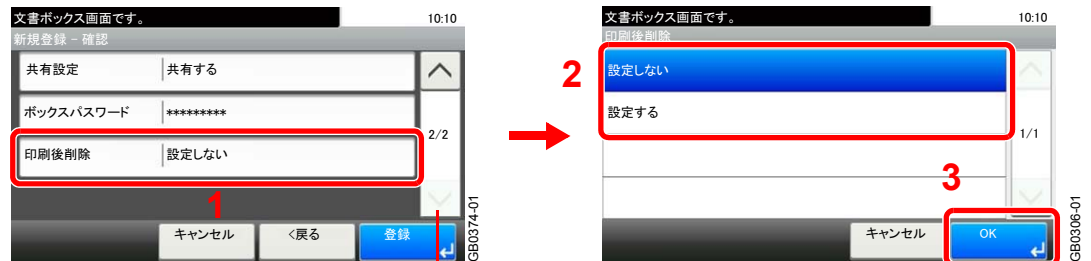 文書ボックス画面です。
10:10
新規登録 - 確認
共有設定
共有する
ボックスパスワード
*********
印刷後削除
設定しない
2/2
1
キャンセル
<戻る
登録
GB0374-01
文書ボックス画面です。
10:10
印刷後削除
2
設定しない
設定する
1/1
3
キャンセル
OK
GB0306-01